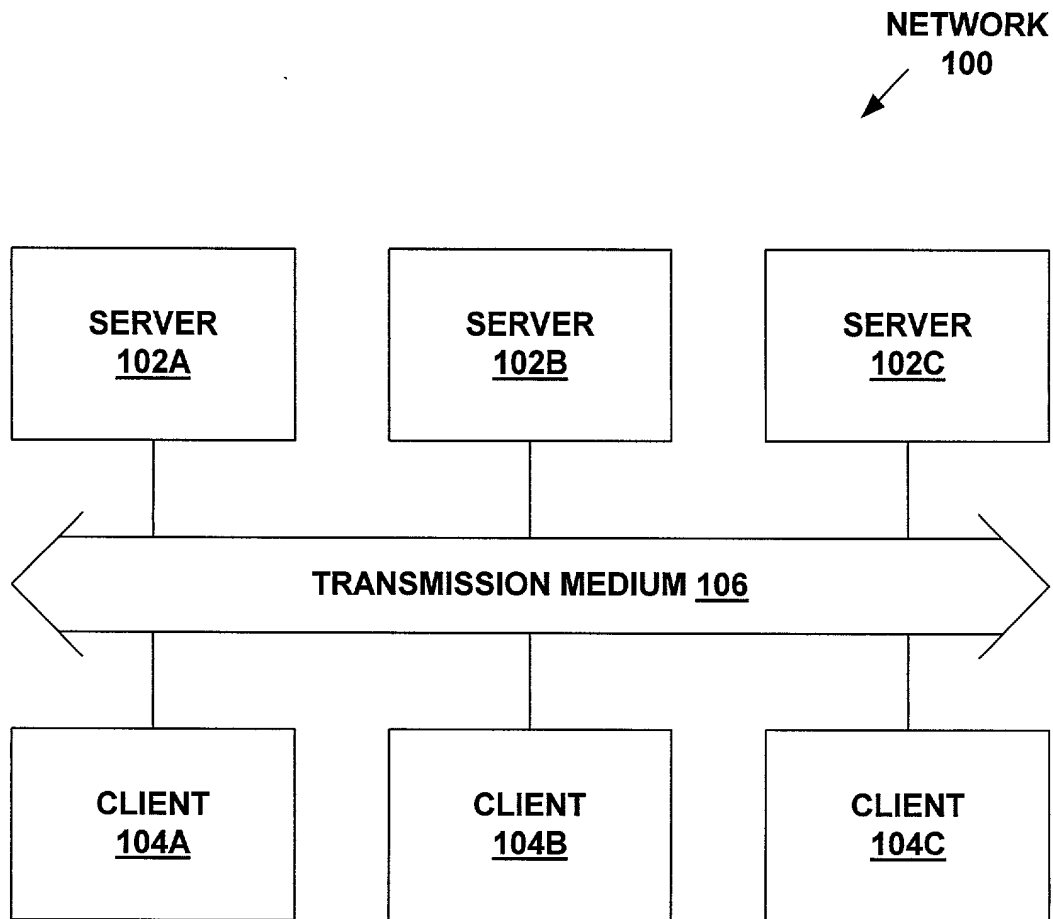 NETWORK
100
SERVER
102A
SERVER
102B
SERVER
102C
TRANSMISSION MEDIUM 106
CLIENT
104A
CLIENT
104B
CLIENT
104C